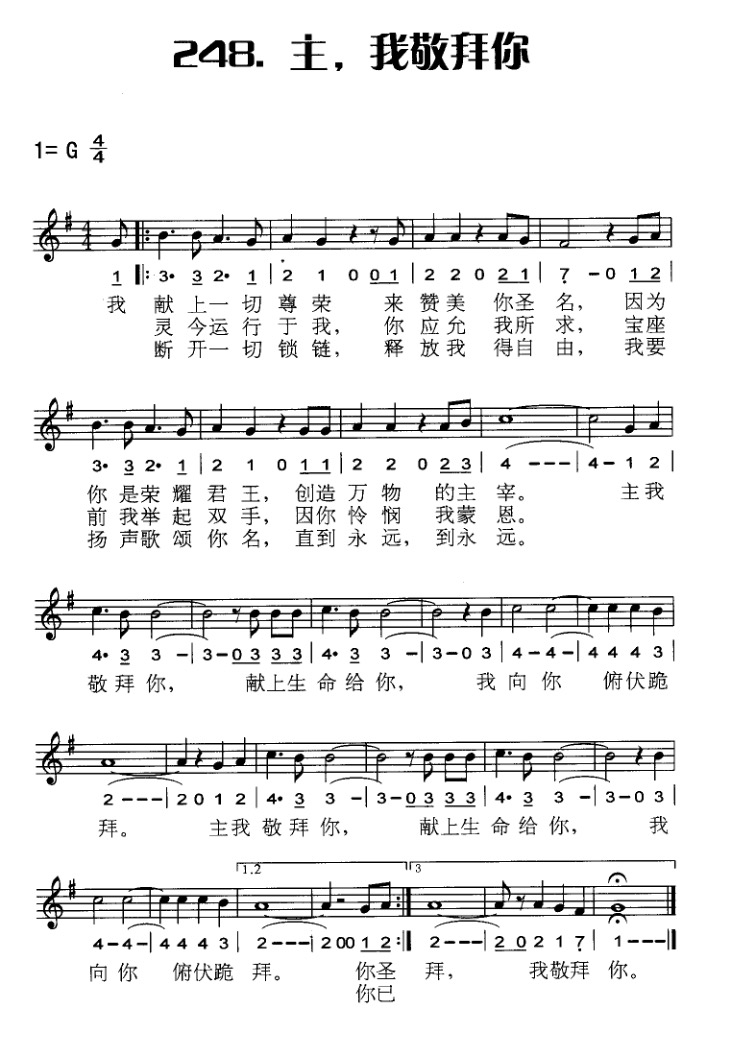 248. 主，我敬拜你
1= G 4/4
1 ‖: 3· 3 2· 1 | 2 1 0 0 1 | 2 2 0 2 1 | 7 - 0 1 2
我 献上一切尊荣 来赞美 你圣名，因为
灵今运行于我，你应允 我所求，宝座
断开一切锁链，释放我 得自由，我要
3· 3 2· 1 | 2 1 0 1 1 | 2 2 0 2 3 | 4 - - - | 4 - 1 2
你是荣耀君王，创造万物 的主宰。 主我
前我举起双手，因你怜悯 我蒙恩。
扬声歌颂你名，直到永远，到永远。
4· 3 3 - | 3 - 0 3 3 3 | 4· 3 3 - | 3 - 0 3 | 4 - 4 - | 4 4 4 3
敬拜你， 献上生命给你， 我向你 俯伏跪
2 - - - | 2 0 1 2 | 4· 3 3 - | 3 - 0 3 3 3 | 4· 3 3 - | 3 - 0 3
拜。 主我敬拜你， 献上生命给你， 我
1.2 3
4 - 4 - | 4 4 4 3 | 2 - - - | 2 0 0 1 2 :‖ 2 - - - | 2 0 2 1 7 | 1 - - - ‖
向你 俯伏跪拜。 你圣拜， 我敬拜你。
你已